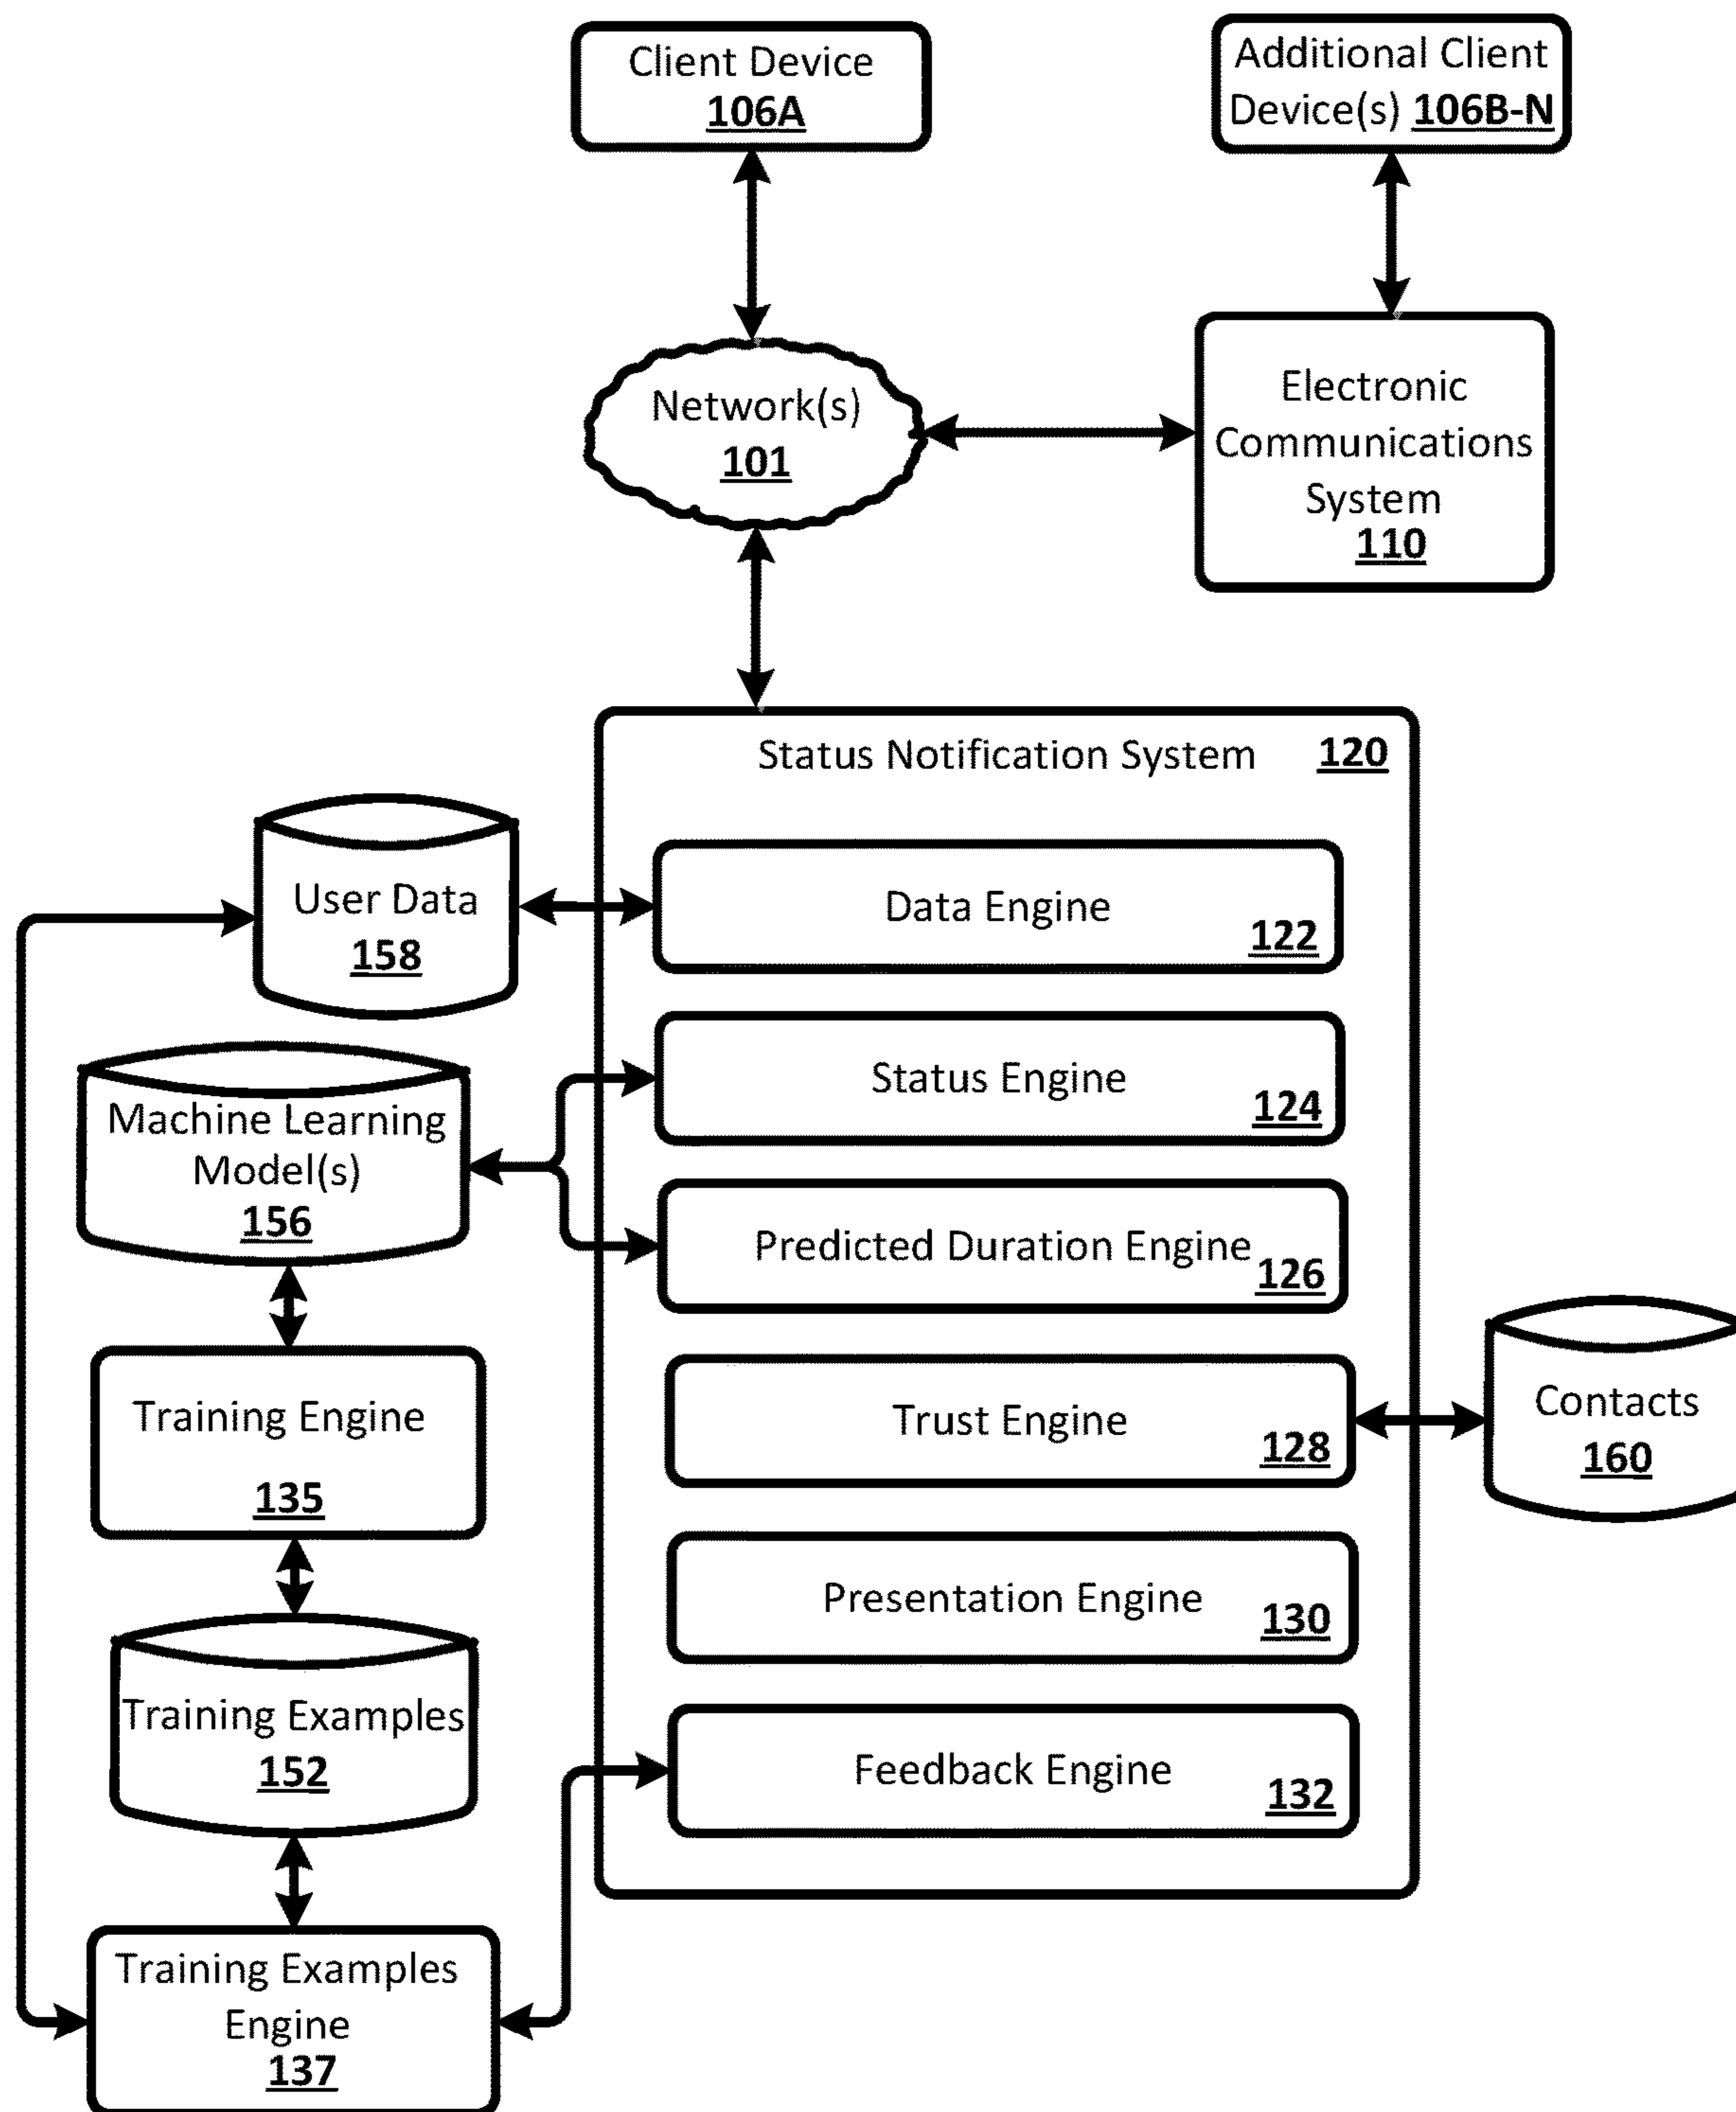 Client Device
106A
Additional Client
Device(s) 106B-N
Network(s)
101
Electronic
Communications
System
110
Status Notification System 120
User Data
158
Data Engine
122
Machine Learning
Model(s)
156
Status Engine
124
Predicted Duration Engine
126
Training Engine
135
Trust Engine
128
Contacts
160
Presentation Engine
130
Training Examples
152
Feedback Engine
132
Training Examples
Engine
137